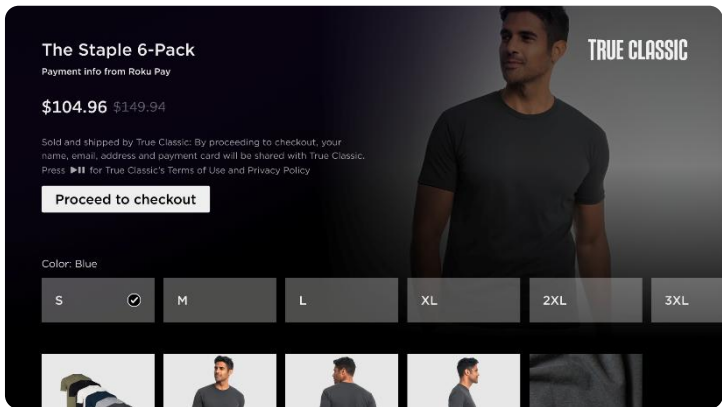 The Staple 6-Pack
TRUE CLASSIC
Payment info from Roku Pay
$104.96 $149.94
Sold and shipped by True Classic: By proceeding to checkout, your
name, email, address and payment card will be shared with True Classic.
Press ⏯ for True Classic's Terms of Use and Privacy Policy
Proceed to checkout
Color: Blue
S M L XL 2XL 3XL